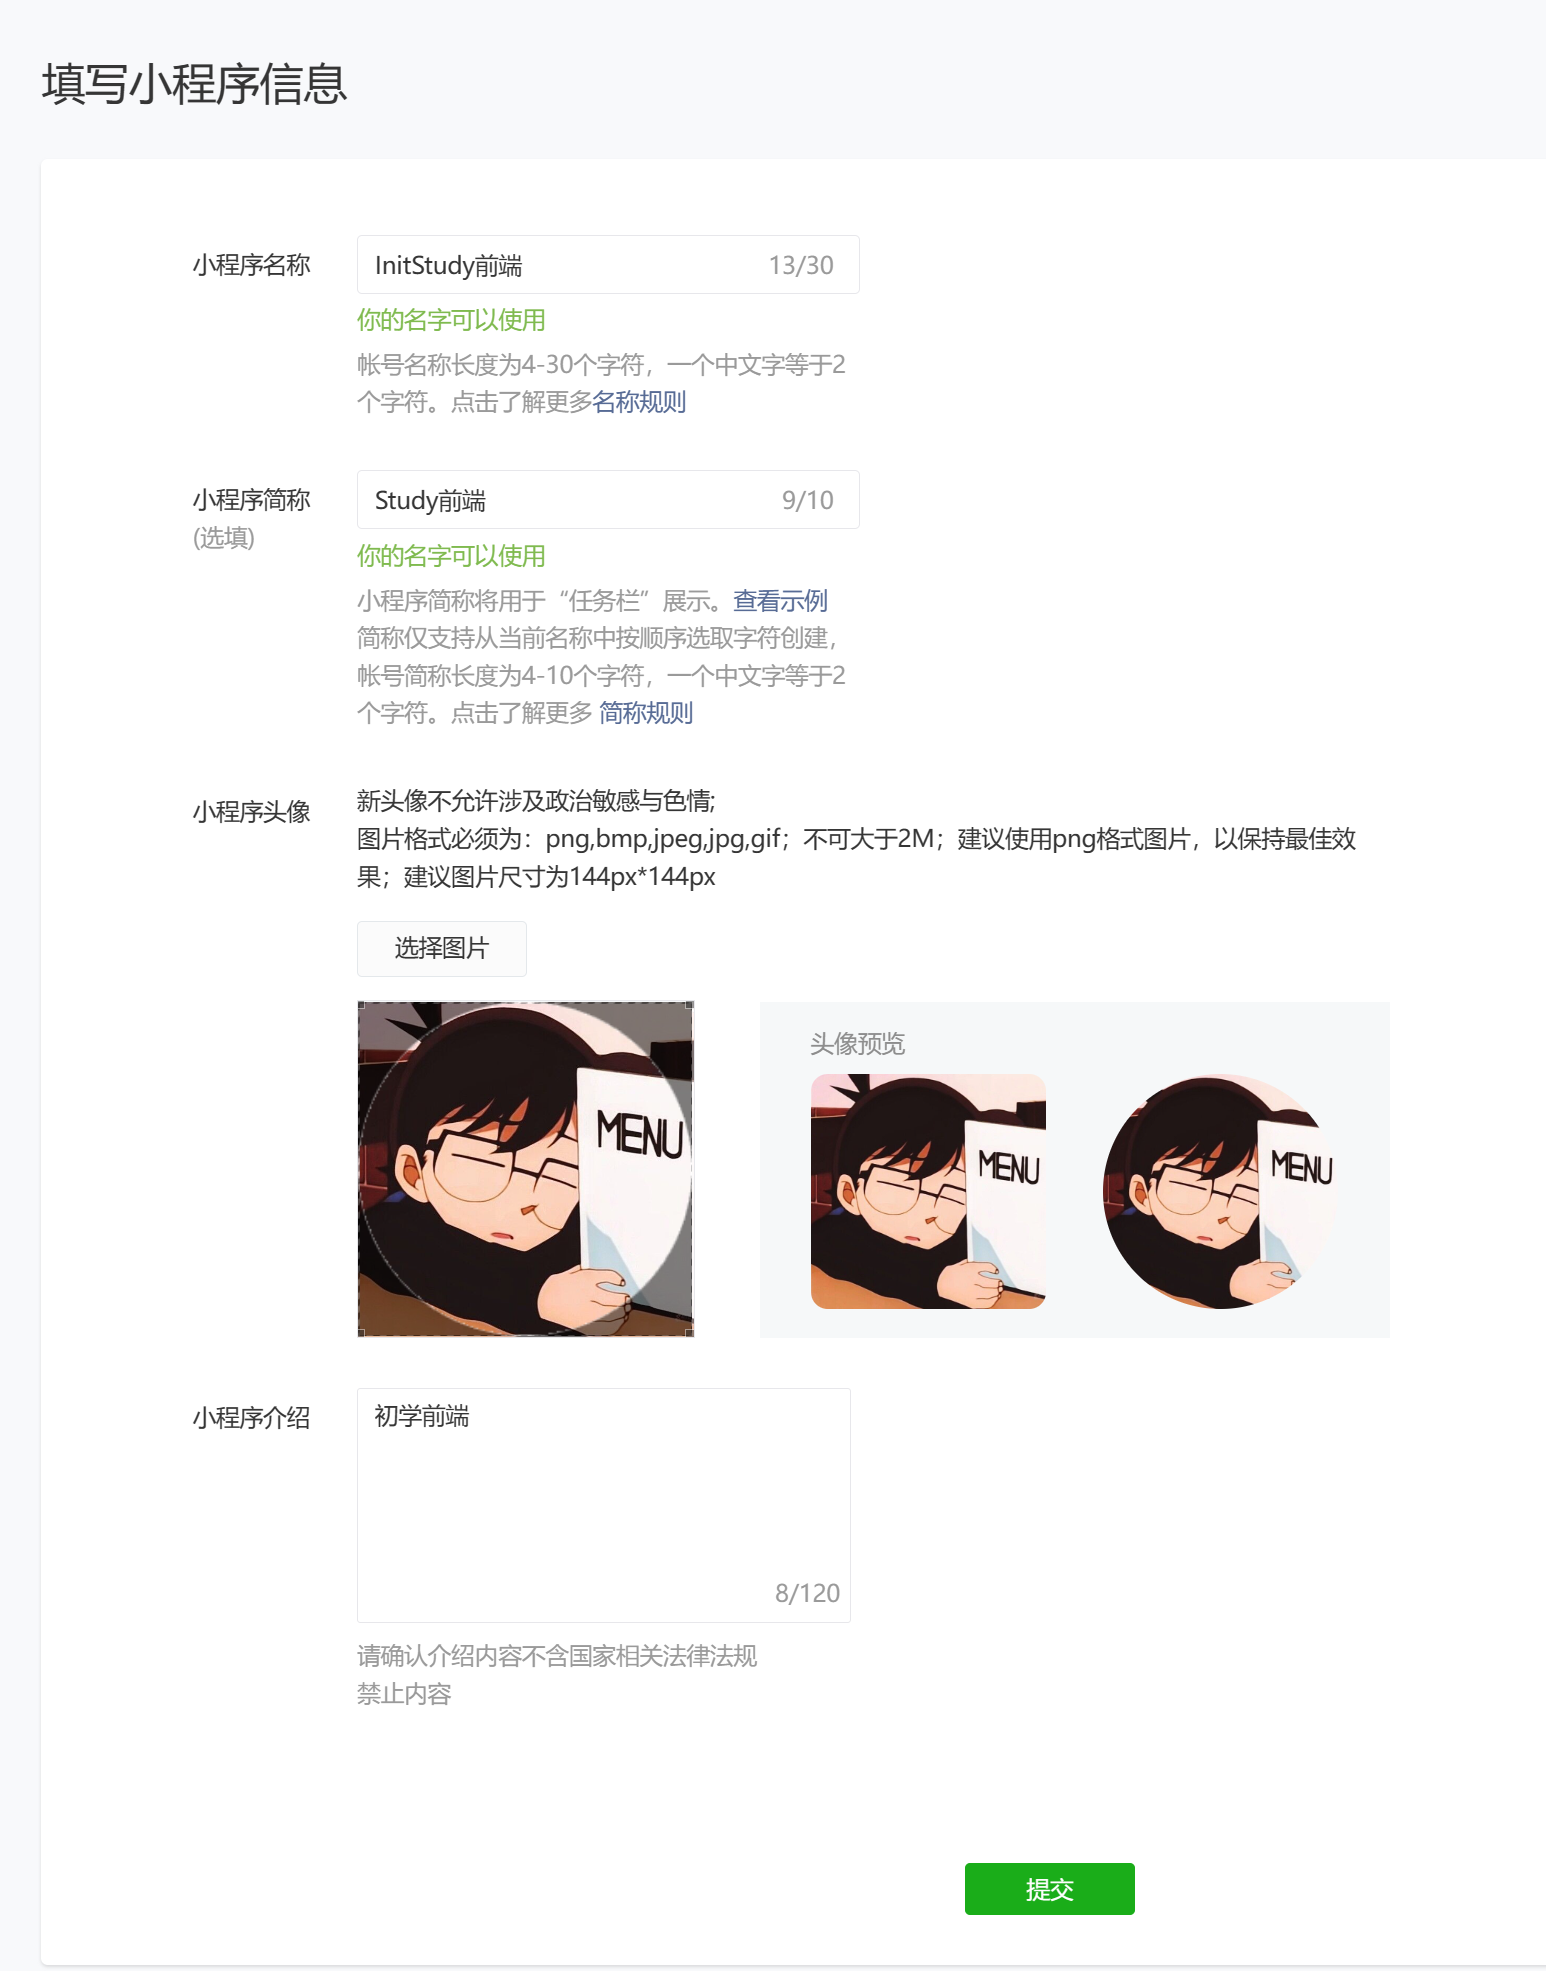 填写小程序信息
小程序名称
InitStudy前端
13/30
你的名字可以使用
帐号名称长度为4-30个字符，一个中文字等于2
个字符。点击了解更多名称规则
小程序简称
(选填)
Study前端
9/10
你的名字可以使用
小程序简称将用于“任务栏”展示。查看示例
简称仅支持从当前名称中按顺序选取字符创建，
帐号简称长度为4-10个字符，一个中文字等于2
个字符。点击了解更多 简称规则
小程序头像
新头像不允许涉及政治敏感与色情;
图片格式必须为：png,bmp,jpeg,jpg,gif；不可大于2M；建议使用png格式图片，以保持最佳效
果；建议图片尺寸为144px*144px
选择图片
MENU
头像预览
MENU
MENU
小程序介绍
初学前端
8/120
请确认介绍内容不含国家相关法律法规
禁止内容
提交